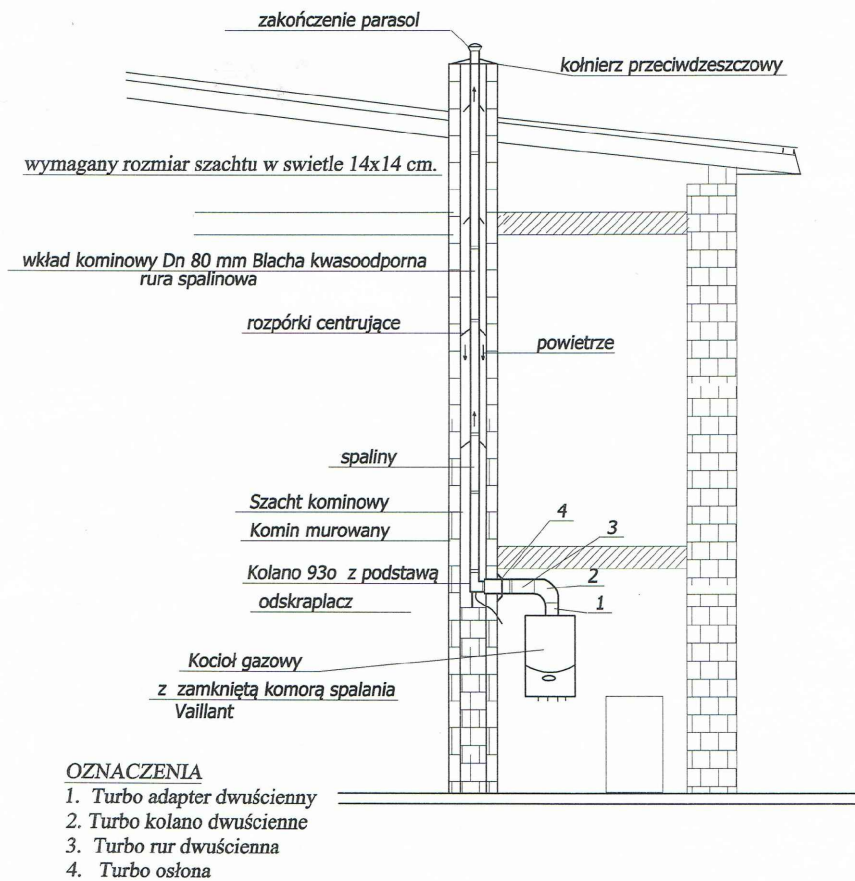 zakończenie parasol
kołnierz przeciwdzeszczowy
wymagany rozmiar szachtu w swietle 14x14 cm.
wkład kominowy Dn 80 mm Blacha kwasoodporna
rura spalinowa
rozpórki centrujące
powietrze
spaliny
Szacht kominowy
4
Komin murowany
3
Kolano 93o z podstawą
2
odskraplacz
1
Kocioł gazowy
z zamkniętą komorą spalania
Vaillant
OZNACZENIA
1. Turbo adapter dwuścienny
2. Turbo kolano dwuścienne
3. Turbo rur dwuścienna
4. Turbo osłona